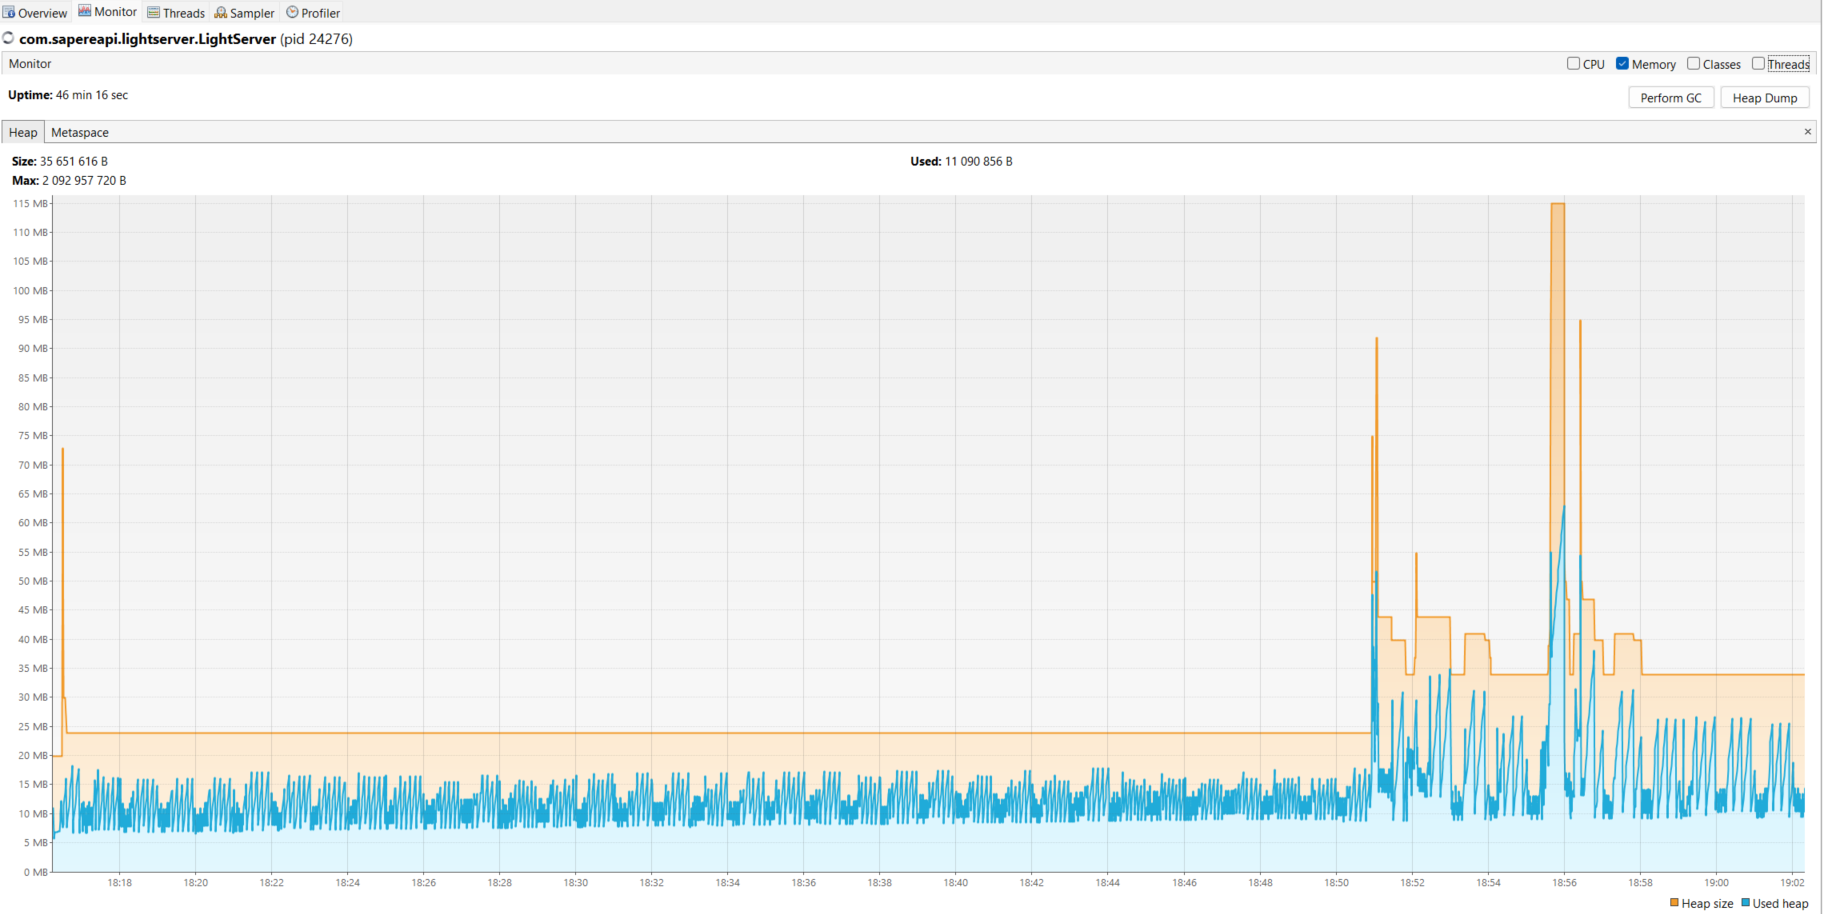 Overview Monitor Threads Sampler Profiler
com.sapereapi.lightserver.LightServer (pid 24276)
Monitor CPU Memory Classes Threads
Uptime: 46 min 16 sec
Perform GC Heap Dump
Heap Metaspace ×
Size: 35 651 616 B Used: 11 090 856 B
Max: 2 092 957 720 B
115 MB
110 MB
105 MB
100 MB
95 MB
90 MB
85 MB
80 MB
75 MB
70 MB
65 MB
60 MB
55 MB
50 MB
45 MB
40 MB
35 MB
30 MB
25 MB
20 MB
15 MB
10 MB
5 MB
0 MB
18:18 18:20 18:22 18:24 18:26 18:28 18:30 18:32 18:34 18:36 18:38 18:40 18:42 18:44 18:46 18:48 18:50 18:52 18:54 18:56 18:58 19:00 19:02
Heap size Used heap